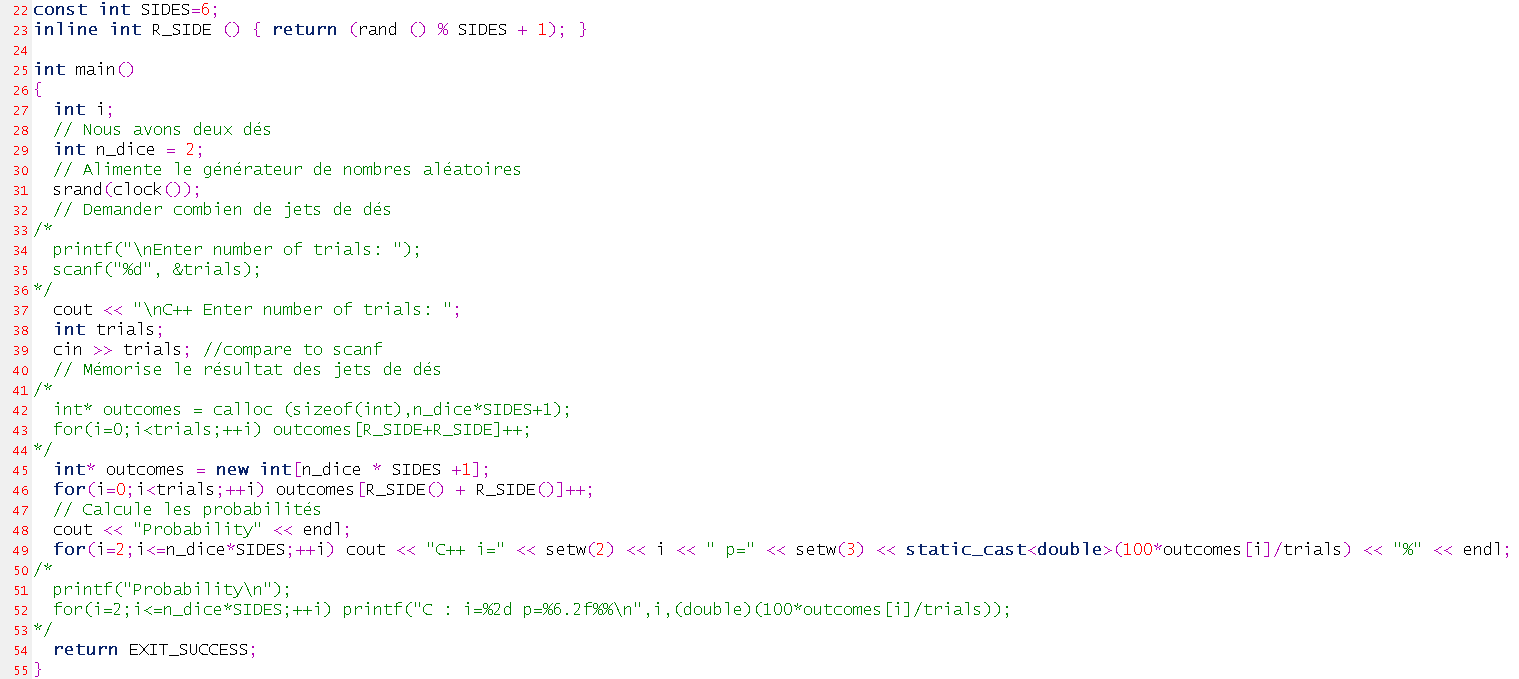 22 const int SIDES=6;
23 inline int R_SIDE () { return (rand () % SIDES + 1); }
24
25 int main()
26 {
27   int i;
28   // Nous avons deux dés
29   int n_dice = 2;
30   // Alimente le générateur de nombres aléatoires
31   srand(clock());
32   // Demander combien de jets de dés
33 /*
34   printf("\nEnter number of trials: ");
35   scanf("%d", &trials);
36 */
37   cout << "\nC++ Enter number of trials: ";
38   int trials;
39   cin >> trials; //compare to scanf
40   // Mémorise le résultat des jets de dés
41 /*
42   int* outcomes = calloc (sizeof(int),n_dice*SIDES+1);
43   for(i=0;i<trials;++i) outcomes[R_SIDE+R_SIDE]++;
44 */
45   int* outcomes = new int[n_dice * SIDES +1];
46   for(i=0;i<trials;++i) outcomes[R_SIDE() + R_SIDE()]++;
47   // Calcule les probabilités
48   cout << "Probability" << endl;
49   for(i=2;i<=n_dice*SIDES;++i) cout << "C++ i=" << setw(2) << i << " p=" << setw(3) << static_cast<double>(100*outcomes[i]/trials) << "%" << endl;
50 /*
51   printf("Probability\n");
52   for(i=2;i<=n_dice*SIDES;++i) printf("C : i=%2d p=%6.2f%%\n",i,(double)(100*outcomes[i]/trials));
53 */
54   return EXIT_SUCCESS;
55 }